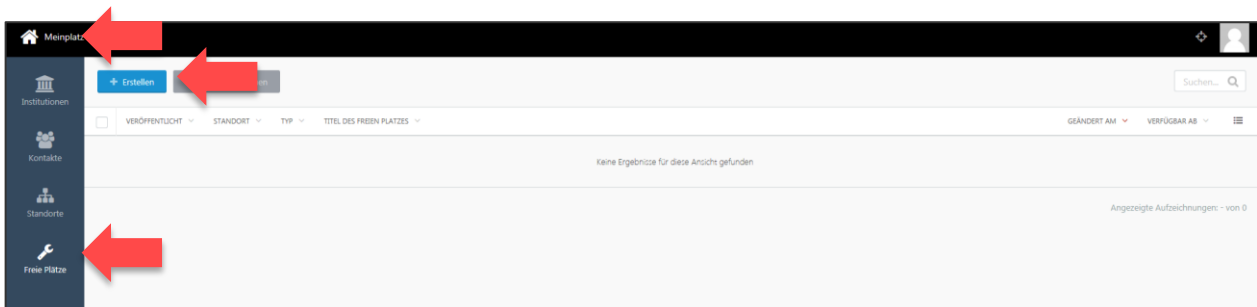 Meinplatz
Institutionen
Kontakte
Standorte
Freie Plätze
+ Erstellen
Suchen...
VERÖFFENTLICHT STANDORT TYP TITEL DES FREIEN PLATZES GEÄNDERT AM VERFÜGBAR AB
Keine Ergebnisse für diese Ansicht gefunden
Angezeigte Aufzeichnungen: - von 0